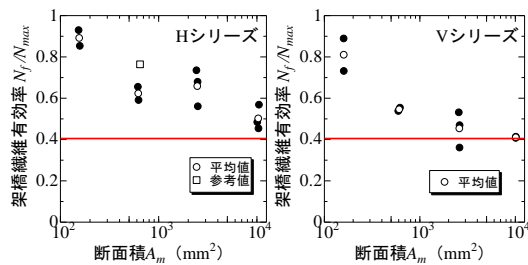 Hシリーズ
架橋繊維有効率 Nf/Nmax
1
0.8
0.6
0.4
0.2
0
○ 平均値
□ 参考値
10² 10³ 10⁴
断面積Am（mm²）
Vシリーズ
架橋繊維有効率 Nf/Nmax
1
0.8
0.6
0.4
0.2
0
○ 平均値
10² 10³ 10⁴
断面積Am（mm²）